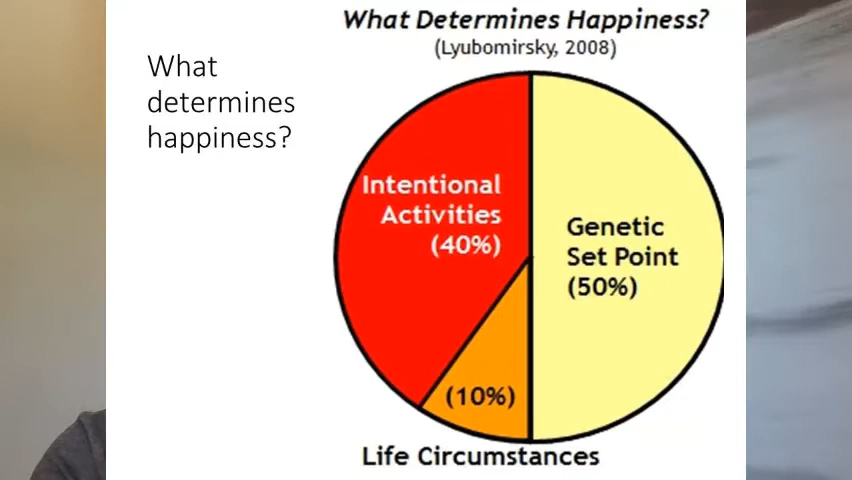 What Determines Happiness?
(Lyubomirsky, 2008)
What
determines
happiness?
Intentional
Activities
(40%)
Genetic
Set Point
(50%)
(10%)
Life Circumstances